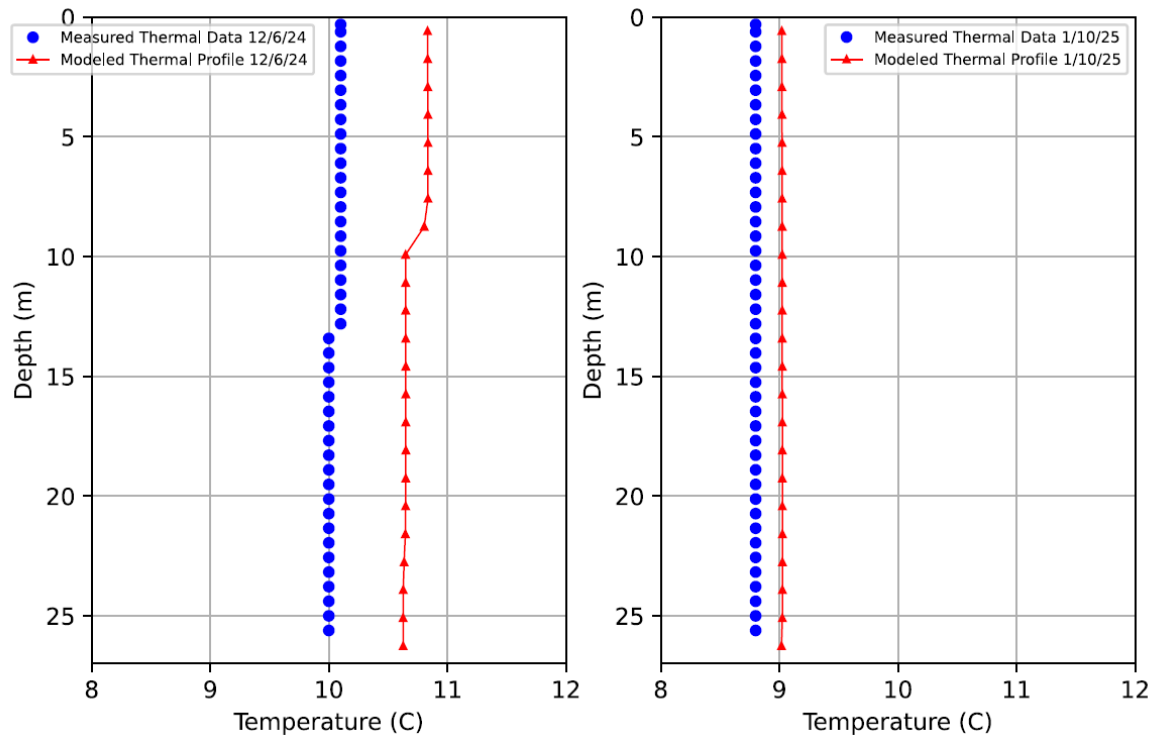 Measured Thermal Data 12/6/24
Modeled Thermal Profile 12/6/24
0
5
10
15
20
25
Depth (m)
8
9
10
11
12
Temperature (C)
Measured Thermal Data 1/10/25
Modeled Thermal Profile 1/10/25
0
5
10
15
20
25
Depth (m)
8
9
10
11
12
Temperature (C)